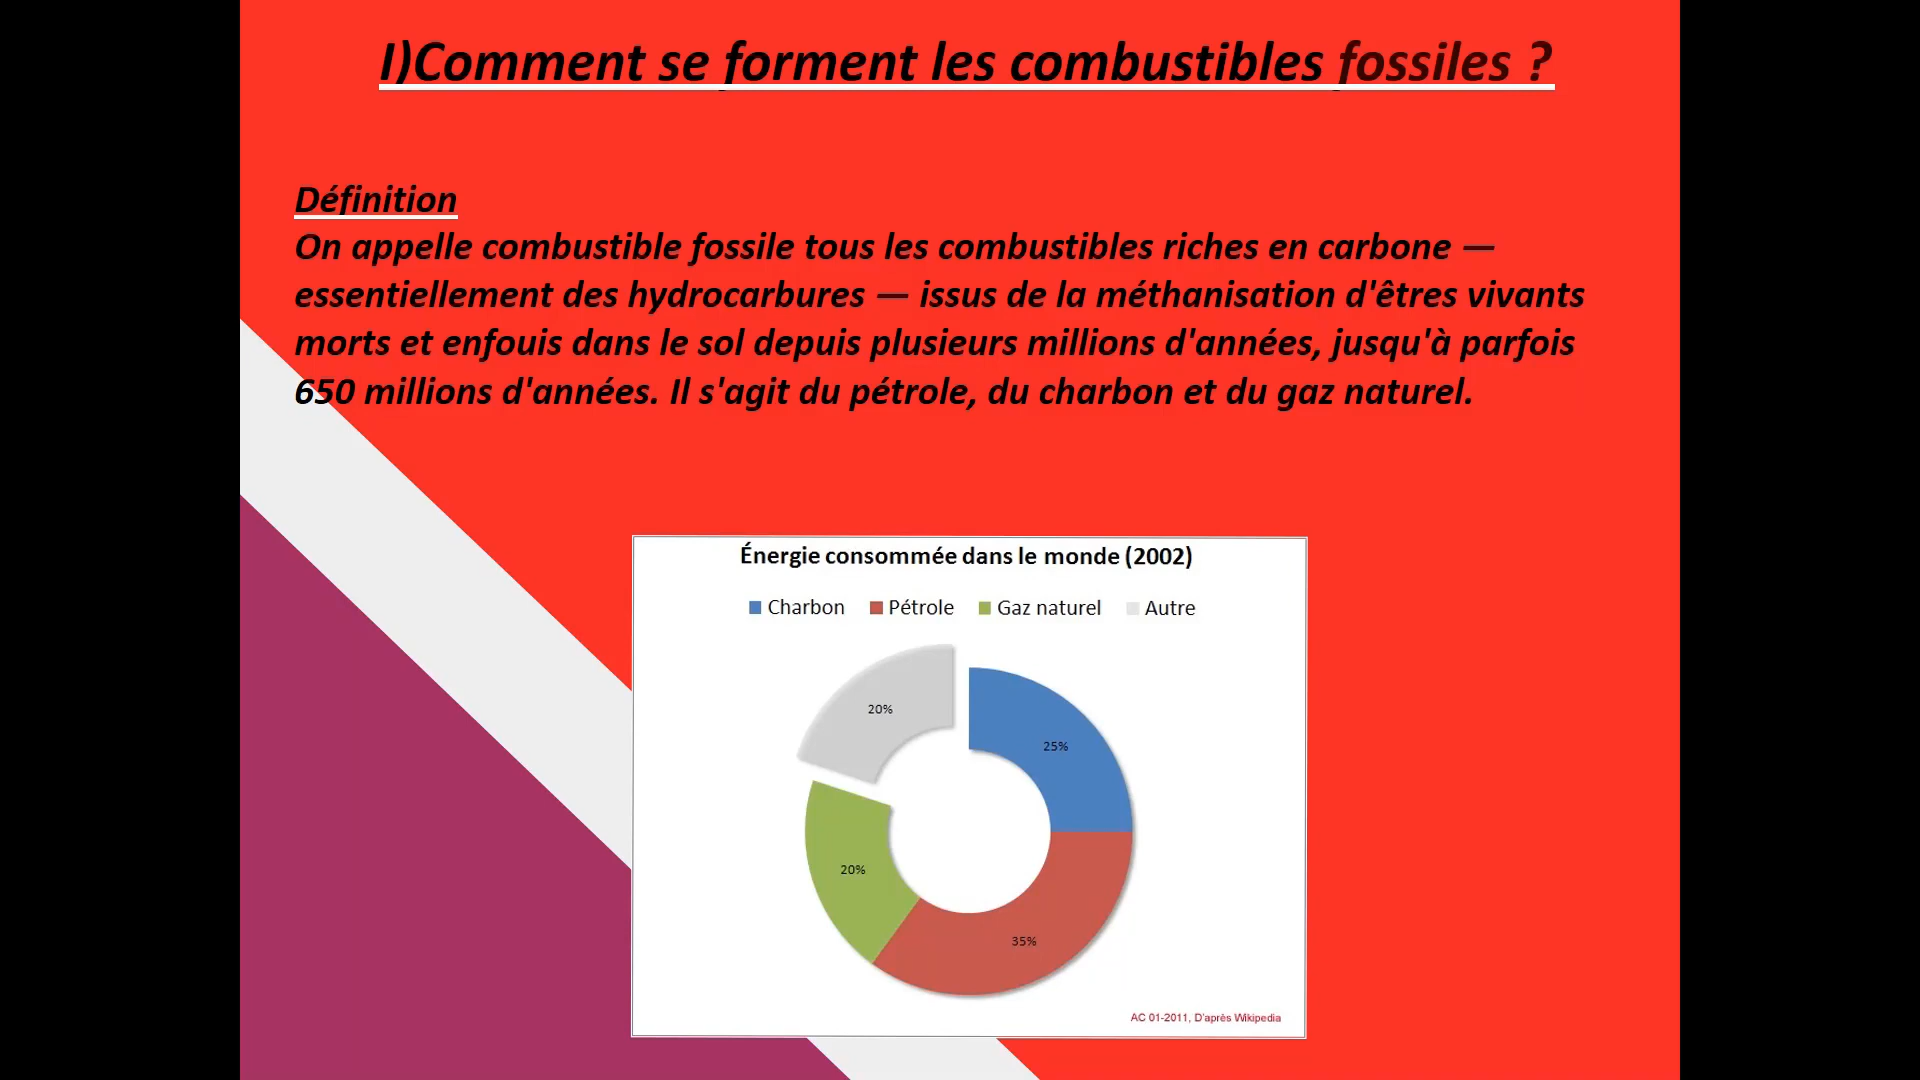 I)Comment se forment les combustibles fossiles ?
Définition
On appelle combustible fossile tous les combustibles riches en carbone —
essentiellement des hydrocarbures — issus de la méthanisation d'êtres vivants
morts et enfouis dans le sol depuis plusieurs millions d'années, jusqu'à parfois
650 millions d'années. Il s'agit du pétrole, du charbon et du gaz naturel.
Énergie consommée dans le monde (2002)
Charbon Pétrole Gaz naturel Autre
20%
25%
20%
35%
AC 01-2011, D'après Wikipedia